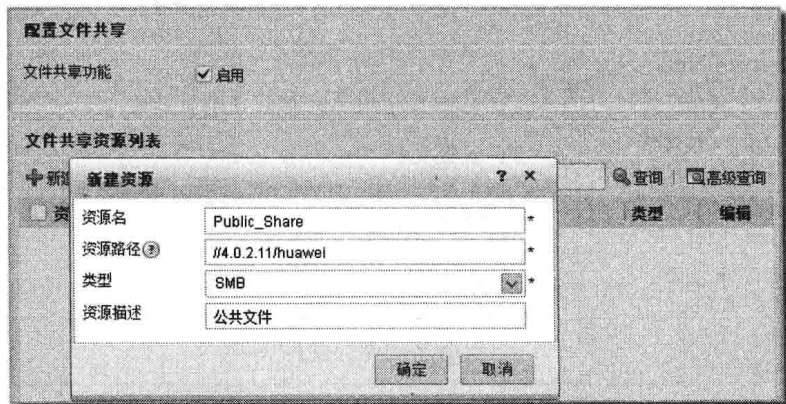 配置文件共享
文件共享功能 启用
文件共享资源列表
新建 查询 高级查询
新建资源 ? ×
资 类型 编辑
资源名 Public_Share *
资源路径 ? //4.0.2.11/huawei *
类型 SMB *
资源描述 公共文件
确定 取消